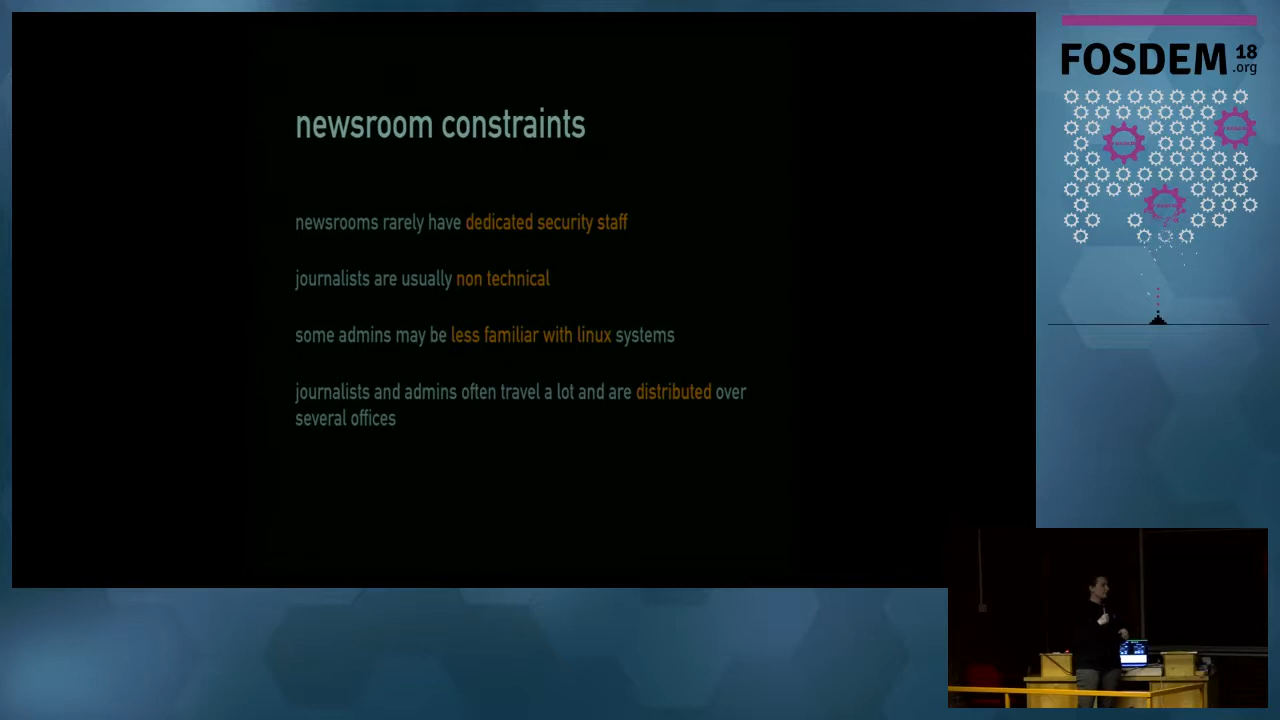 newsroom constraints
newsrooms rarely have dedicated security staff
journalists are usually non technical
some admins may be less familiar with linux systems
journalists and admins often travel a lot and are distributed over
several offices
FOSDEM 18
.org